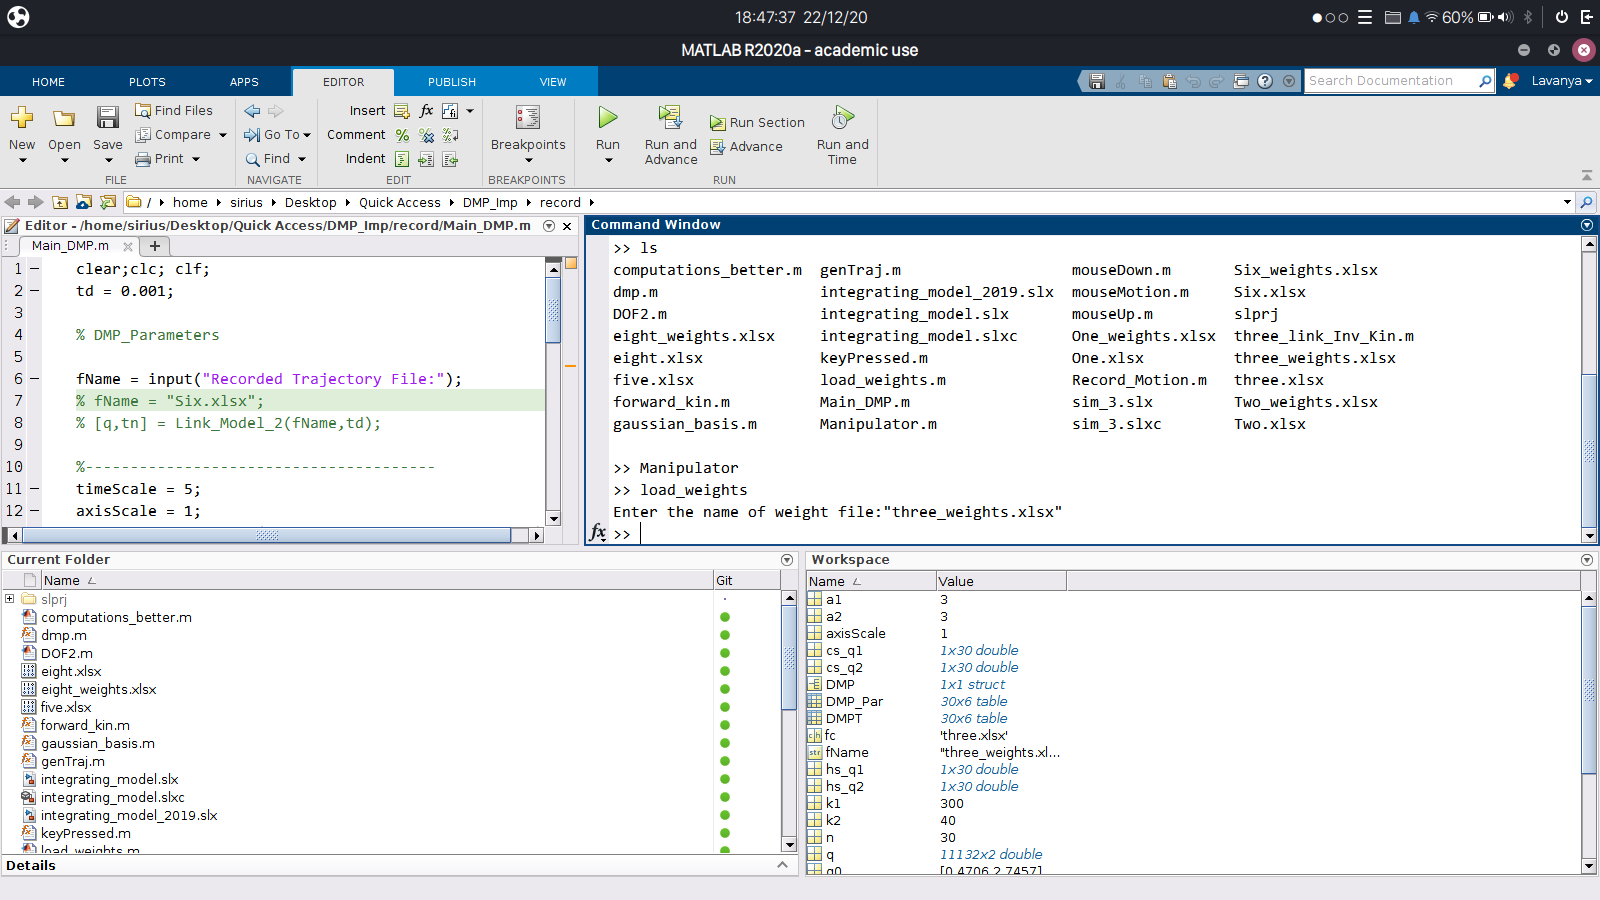 18:47:37 22/12/20
60%
MATLAB R2020a - academic use
HOME PLOTS APPS EDITOR PUBLISH VIEW
Search Documentation
Lavanya
New
Open
Save
Find Files
Compare
Print
FILE
Go To
Find
NAVIGATE
Insert fx
Comment
Indent
EDIT
Breakpoints
BREAKPOINTS
Run
Run and
Advance
Run Section
Advance
Run and
Time
RUN
/ home sirius Desktop Quick Access DMP_Imp record
Editor - /home/sirius/Desktop/Quick Access/DMP_Imp/record/Main_DMP.m
Main_DMP.m
1 clear;clc; clf;
2 td = 0.001;
3
4 % DMP_Parameters
5
6 fName = input("Recorded Trajectory File:");
7 % fName = "Six.xlsx";
8 % [q,tn] = Link_Model_2(fName,td);
9
10 %---------------------------------------
11 timeScale = 5;
12 axisScale = 1;
Command Window
>> ls
computations_better.m genTraj.m mouseDown.m Six_weights.xlsx
dmp.m integrating_model_2019.slx mouseMotion.m Six.xlsx
DOF2.m integrating_model.slx mouseUp.m slprj
eight_weights.xlsx integrating_model.slxc One_weights.xlsx three_link_Inv_Kin.m
eight.xlsx keyPressed.m One.xlsx three_weights.xlsx
five.xlsx load_weights.m Record_Motion.m three.xlsx
forward_kin.m Main_DMP.m sim_3.slx Two_weights.xlsx
gaussian_basis.m Manipulator.m sim_3.slxc Two.xlsx
>> Manipulator
>> load_weights
Enter the name of weight file:"three_weights.xlsx"
fx >>
Current Folder
Name Git
slprj
computations_better.m
dmp.m
DOF2.m
eight.xlsx
eight_weights.xlsx
five.xlsx
forward_kin.m
gaussian_basis.m
genTraj.m
integrating_model.slx
integrating_model.slxc
integrating_model_2019.slx
keyPressed.m
load_weights.m
Details
Workspace
Name Value
a1 3
a2 3
axisScale 1
cs_q1 1x30 double
cs_q2 1x30 double
DMP 1x1 struct
DMP_Par 30x6 table
DMPT 30x6 table
fc 'three.xlsx'
fName "three_weights.xl...
hs_q1 1x30 double
hs_q2 1x30 double
k1 300
k2 40
n 30
q 11132x2 double
q0 [0.4706 2.7457]